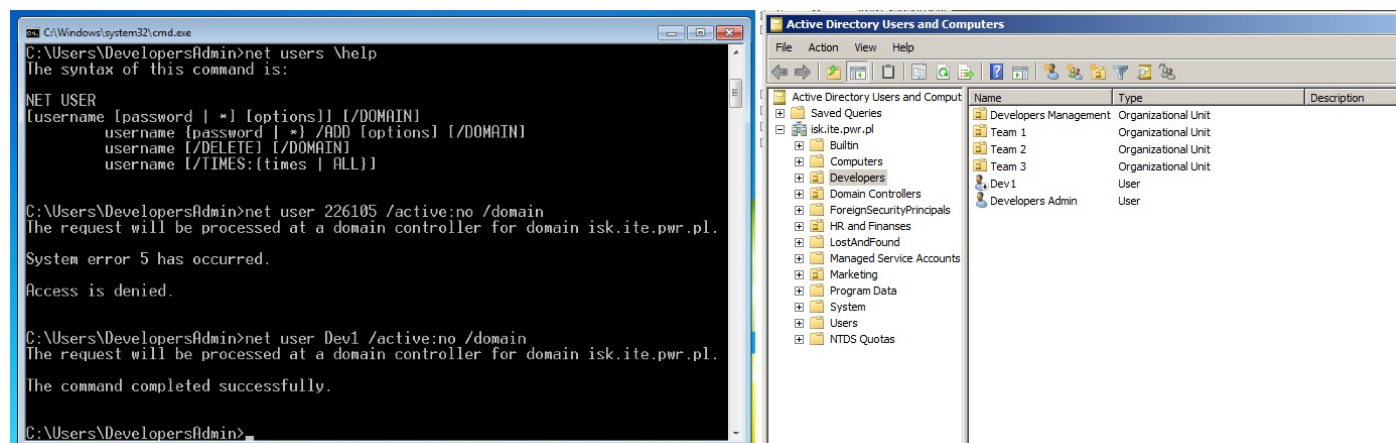 C:\Windows\system32\cmd.exe
C:\Users\DevelopersAdmin>net users \help
The syntax of this command is:
NET USER
[username [password | *] [options]] [/DOMAIN]
username {password | *} /ADD [options] [/DOMAIN]
username [/DELETE] [/DOMAIN]
username [/TIMES:{times | ALL}]
C:\Users\DevelopersAdmin>net user 226105 /active:no /domain
The request will be processed at a domain controller for domain isk.ite.pwr.pl.
System error 5 has occurred.
Access is denied.
C:\Users\DevelopersAdmin>net user Dev1 /active:no /domain
The request will be processed at a domain controller for domain isk.ite.pwr.pl.
The command completed successfully.
C:\Users\DevelopersAdmin>_
Active Directory Users and Computers
File Action View Help
Active Directory Users and Comput
Saved Queries
isk.ite.pwr.pl
Builtin
Computers
Developers
Domain Controllers
ForeignSecurityPrincipals
HR and Finanses
LostAndFound
Managed Service Accounts
Marketing
Program Data
System
Users
NTDS Quotas
Name Type Description
Developers Management Organizational Unit
Team 1 Organizational Unit
Team 2 Organizational Unit
Team 3 Organizational Unit
Dev1 User
Developers Admin User